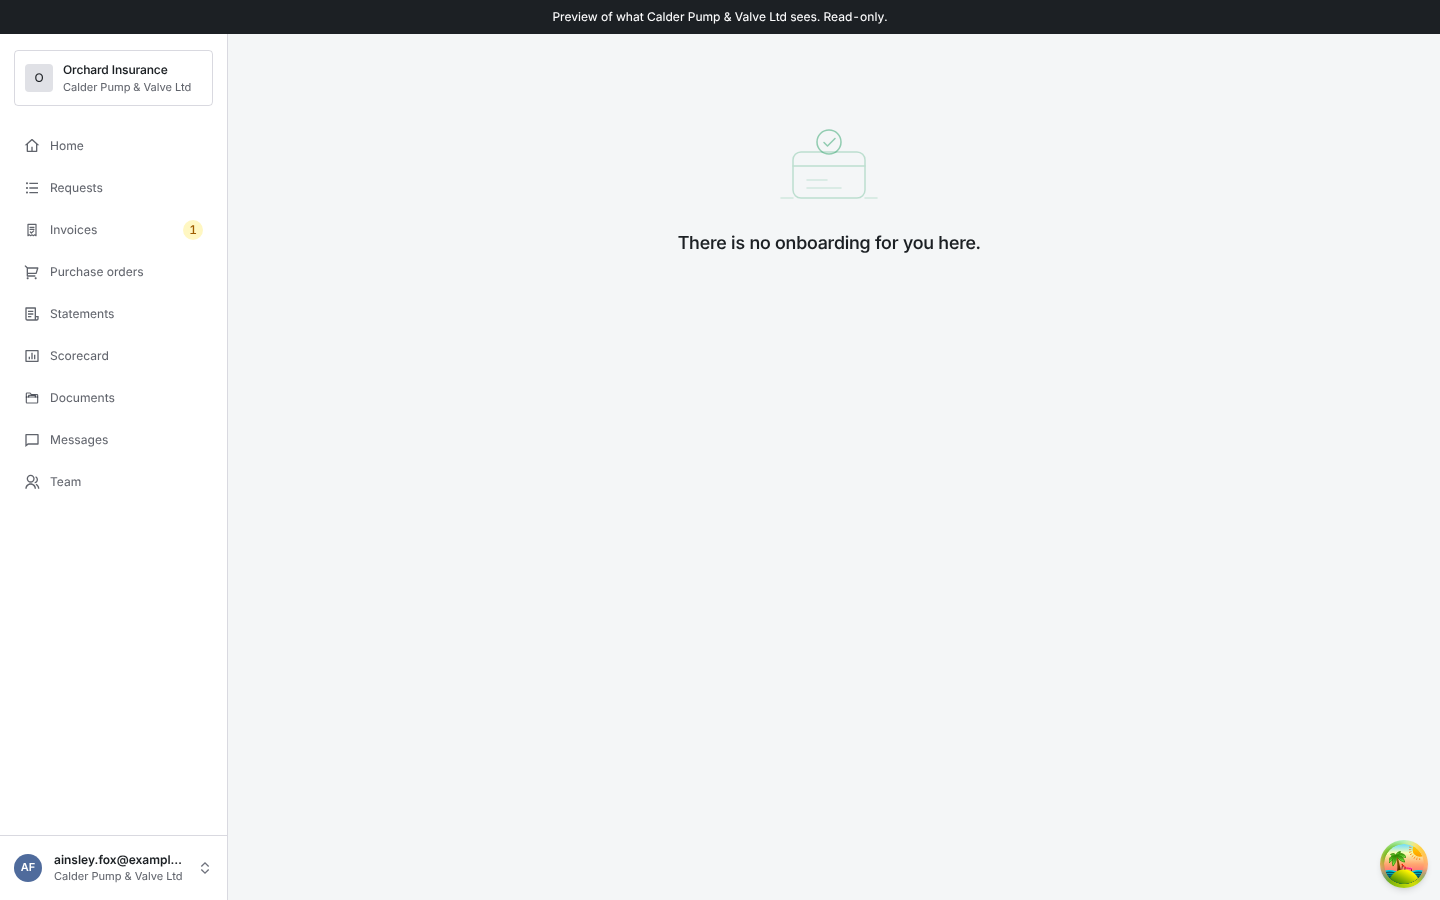 Preview of what Calder Pump & Valve Ltd sees. Read-only.
O
Orchard Insurance
Calder Pump & Valve Ltd
Home
Requests
Invoices
1
Purchase orders
Statements
Scorecard
Documents
Messages
Team
There is no onboarding for you here.
AF
ainsley.fox@exampl...
Calder Pump & Valve Ltd